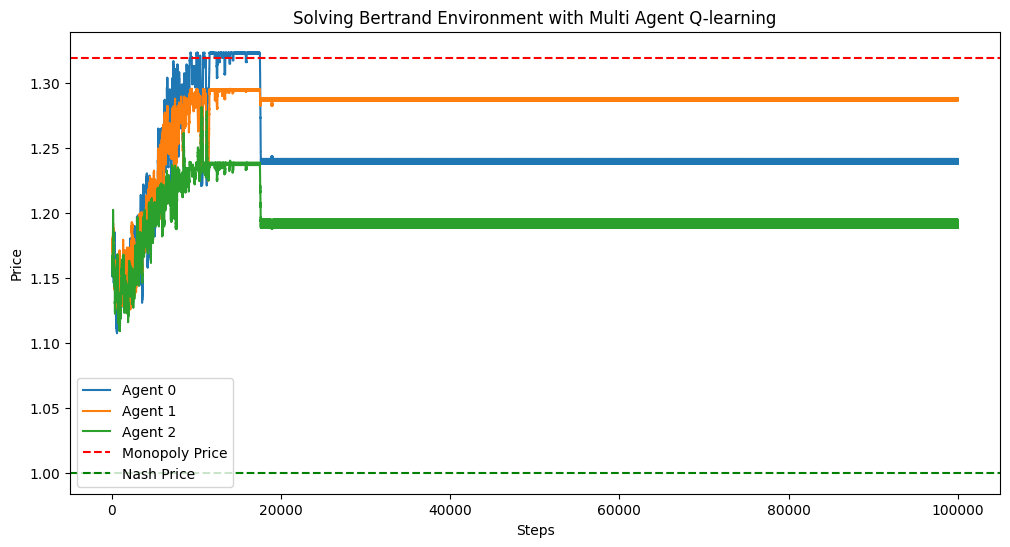 Solving Bertrand Environment with Multi Agent Q-learning
1.30
1.25
1.20
1.15
1.10
1.05
1.00
Price
Agent 0
Agent 1
Agent 2
Monopoly Price
Nash Price
0
20000
40000
60000
80000
100000
Steps